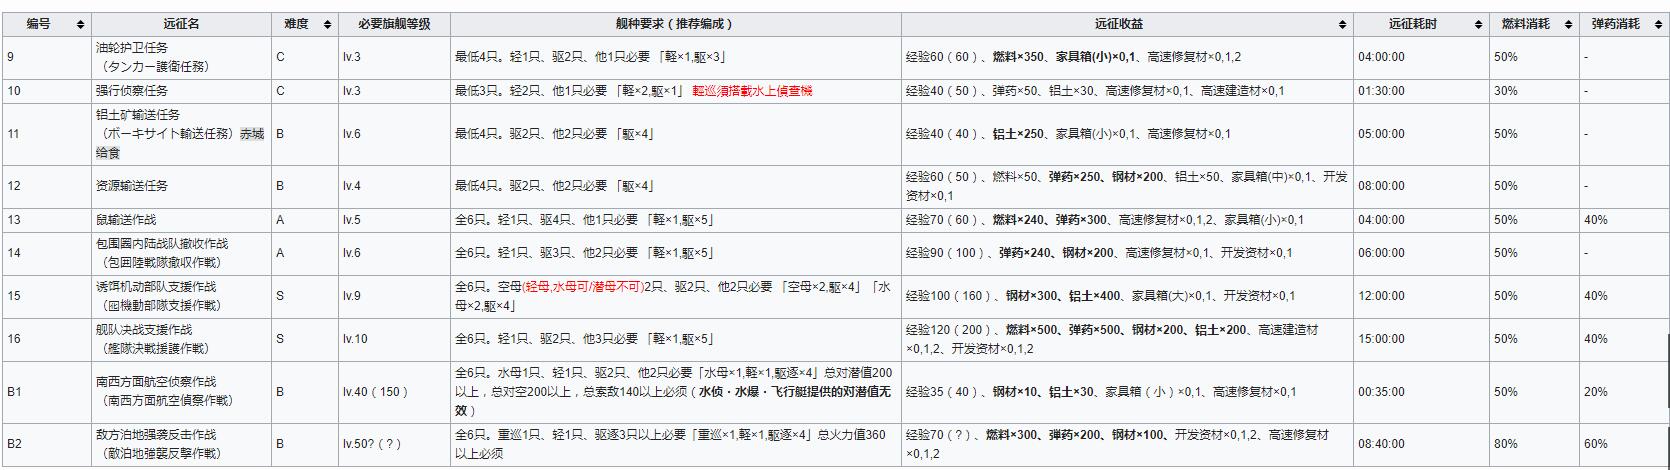 编号 远征名 难度 必要旗舰等级 舰种要求（推荐编成） 远征收益 远征耗时 燃料消耗 弹药消耗
9 油轮护卫任务 C lv.3 最低4只。轻1只、驱2只、他1只必要 「軽×1,駆×3」 经验60（60）、燃料×350、家具箱(小)×0,1、高速修复材×0,1,2 04:00:00 50% -
（タンカー護衛任務）
10 强行侦察任务 C lv.3 最低3只。轻2只、他1只必要 「軽×2,駆×1」 輕巡須搭載水上偵查機 经验40（50）、弹药×50、铝土×30、高速修复材×0,1、高速建造材×0,1 01:30:00 30% -
铝土矿输送任务
11 （ボーキサイト輸送任務）赤城 B lv.6 最低4只。驱2只、他2只必要 「駆×4」 经验40（40）、铝土×250、家具箱(小)×0,1、高速修复材×0,1 05:00:00 50% -
给食
12 资源输送任务 B lv.4 最低4只。驱2只、他2只必要 「駆×4」 经验60（50）、燃料×50、弹药×250、钢材×200、铝土×50、家具箱(中)×0,1、开发 08:00:00 50% -
资材×0,1
13 鼠输送作战 A lv.5 全6只。轻1只、驱4只、他1只必要 「軽×1,駆×5」 经验70（60）、燃料×240、弹药×300、高速修复材×0,1,2、家具箱(小)×0,1 04:00:00 50% 40%
14 包围圈内陆战队撤收作战 A lv.6 全6只。轻1只、驱3只、他2只必要 「軽×1,駆×5」 经验90（100）、弹药×240、钢材×200、高速修复材×0,1、开发资材×0,1 06:00:00 50% -
（包囲陸戦隊撤収作戦）
15 诱饵机动部队支援作战 S lv.9 全6只。空母(轻母,水母可/潜母不可)2只、驱2只、他2只必要 「空母×2,駆×4」「水 经验100（160）、钢材×300、铝土×400、家具箱(大)×0,1、开发资材×0,1 12:00:00 50% 40%
（囮機動部隊支援作戦） 母×2,駆×4」
16 舰队决战支援作战 S lv.10 全6只。轻1只、驱2只、他3只必要 「軽×1,駆×5」 经验120（200）、燃料×500、弹药×500、钢材×200、铝土×200、高速建造材 15:00:00 50% 40%
（艦隊決戦援護作戦） ×0,1,2、开发资材×0,1,2
B1 南西方面航空侦察作战 B lv.40（150） 全6只。水母1只、轻1只、驱2只、他2只必要「水母×1,軽×1,駆逐×4」总对潜值200 经验35（40）、钢材×10、铝土×30、家具箱（小）×0,1、高速修复材×0,1 00:35:00 50% 20%
（南西方面航空偵察作戦） 以上，总对空200以上，总索敌140以上必须（水侦・水爆・飞行艇提供的对潜值无
效）
B2 敌方泊地强袭反击作战 B lv.50?（?） 全6只。重巡1只、轻1只、驱逐3只以上必要「重巡×1,軽×1,駆逐×4」总火力值360 经验70（?）、燃料×300、弹药×200、钢材×100、开发资材×0,1,2、高速修复材 08:40:00 80% 60%
（敵泊地強襲反撃作戦） 以上必须 ×0,1,2